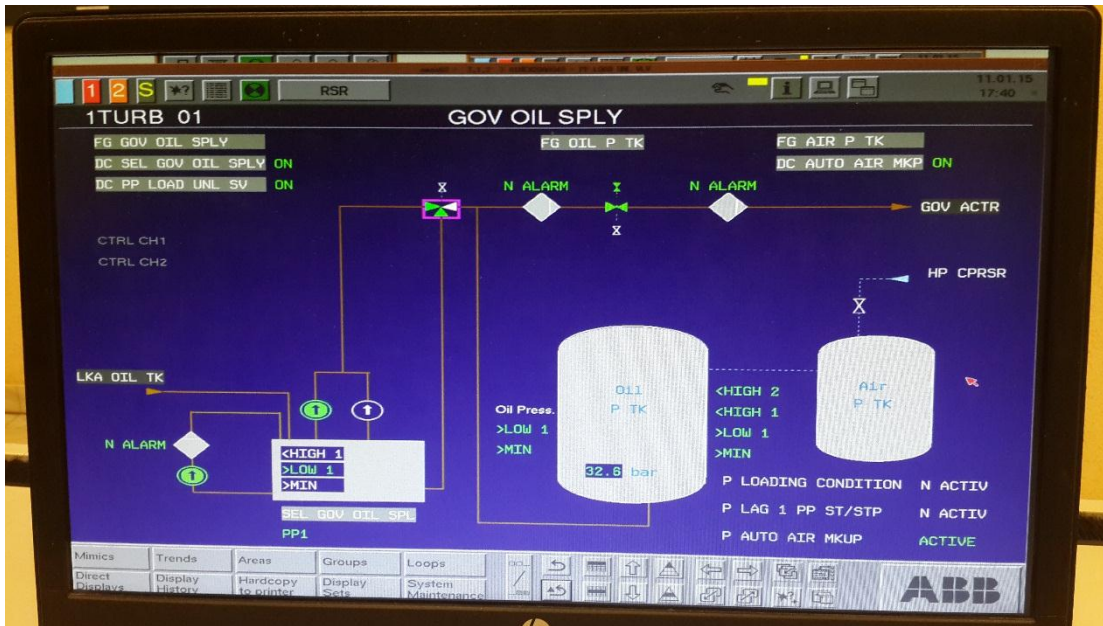 1 2 S *? RSR i 11.01.15
17:40
1TURB 01 GOV OIL SPLY
FG GOV OIL SPLY FG OIL P TK FG AIR P TK
DC SEL GOV OIL SPLY ON DC AUTO AIR MKP ON
DC PP LOAD UNL SV ON N ALARM N ALARM
GOV ACTR
CTRL CH1
CTRL CH2
HP CPRSR
LKA OIL TK
Oil
P TK
Air
P TK
Oil Press.
>LOW 1
>MIN
<HIGH 2
<HIGH 1
>LOW 1
>MIN
N ALARM
<HIGH 1
>LOW 1
>MIN
32.6 bar
SEL GOV OIL SPL
PP1
P LOADING CONDITION N ACTIV
P LAG 1 PP ST/STP N ACTIV
P AUTO AIR MKUP ACTIVE
Mimics Trends Areas Groups Loops
Direct Displays Display History Hardcopy to printer Display Sets System Maintenance
ABB
hp